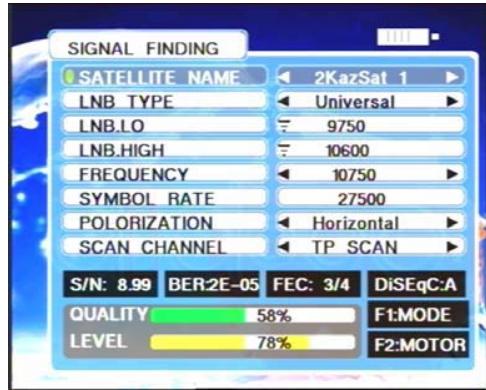 SIGNAL FINDING
SATELLITE NAME 2KazSat 1
LNB TYPE Universal
LNB.LO 9750
LNB.HIGH 10600
FREQUENCY 10750
SYMBOL RATE 27500
POLORIZATION Horizontal
SCAN CHANNEL TP SCAN
S/N: 8.99 BER:2E-05 FEC: 3/4 DiSEqC:A
QUALITY 58% F1:MODE
LEVEL 78% F2:MOTOR